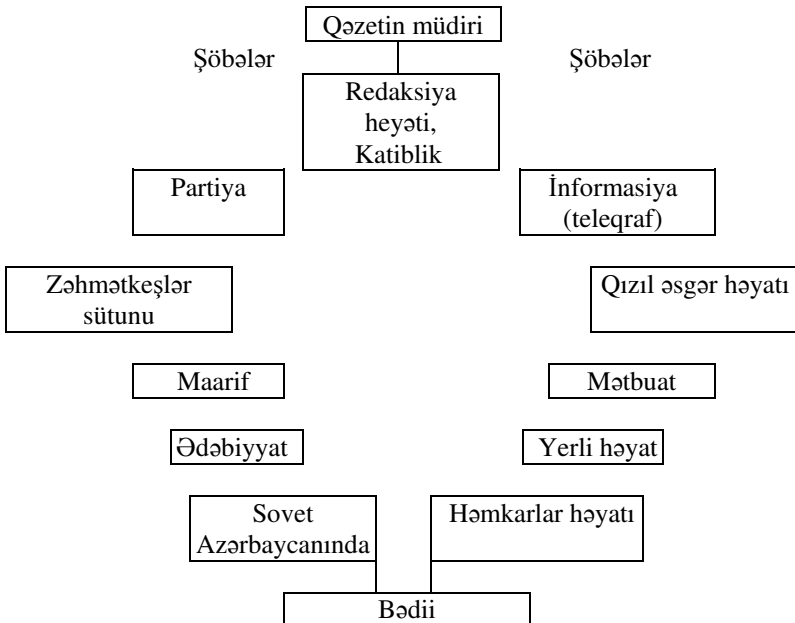 Qəzetin müdiri
Şöbələr
Şöbələr
Redaksiya
heyəti,
Katiblik
Partiya
İnformasiya
(teleqraf)
Zəhmətkeşlər
sütunu
Qızıl əsgər həyatı
Maarif
Mətbuat
Ədəbiyyat
Yerli həyat
Sovet
Azərbaycanında
Həmkarlar həyatı
Bədii